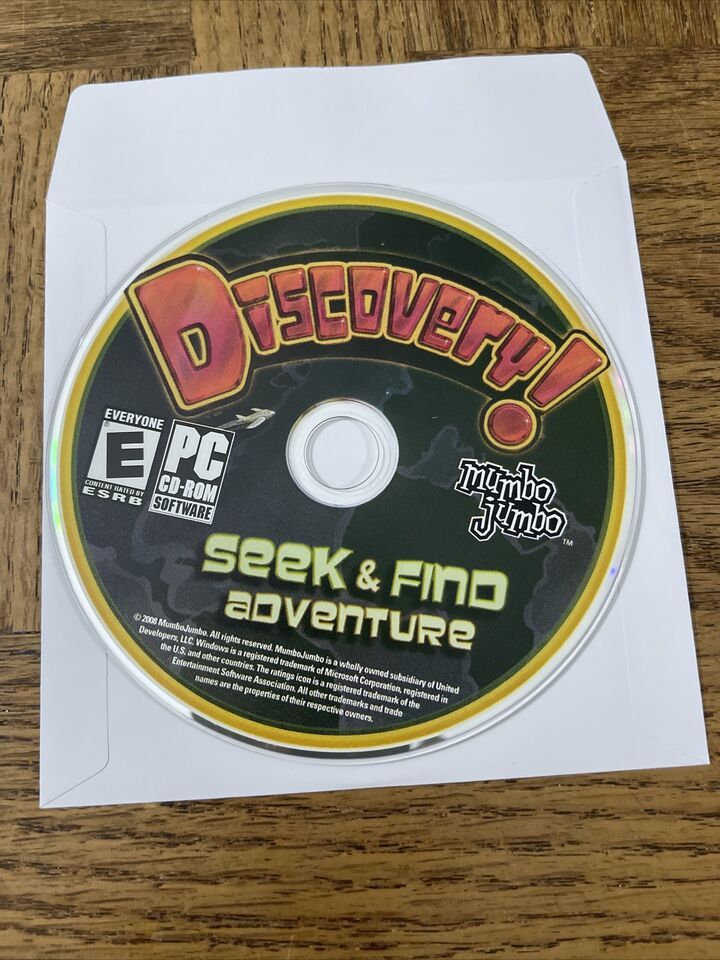 Discovery!
EVERYONE
E
CONTENT RATED BY
ESRB
PC
CD-ROM
SOFTWARE
mumbo
jumbo
TM
Seek & Find
adventure
© 2008 MumboJumbo. All rights reserved. MumboJumbo is a wholly owned subsidiary of United
Developers, LLC. Windows is a registered trademark of Microsoft Corporation, registered in
the U.S. and other countries. The ratings icon is a registered trademark of the
Entertainment Software Association. All other trademarks and trade
names are the properties of their respective owners.